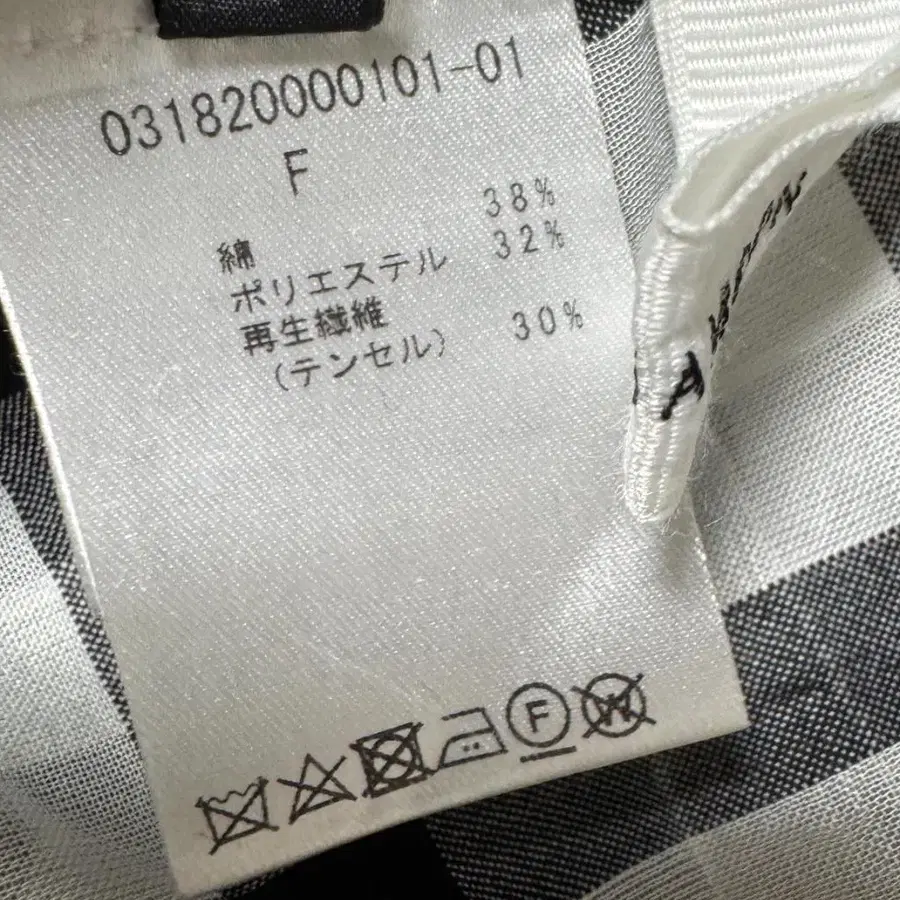 031820000101-01
F
綿 38%
ポリエステル 32%
再生繊維
(テンセル) 30%
F
W
A